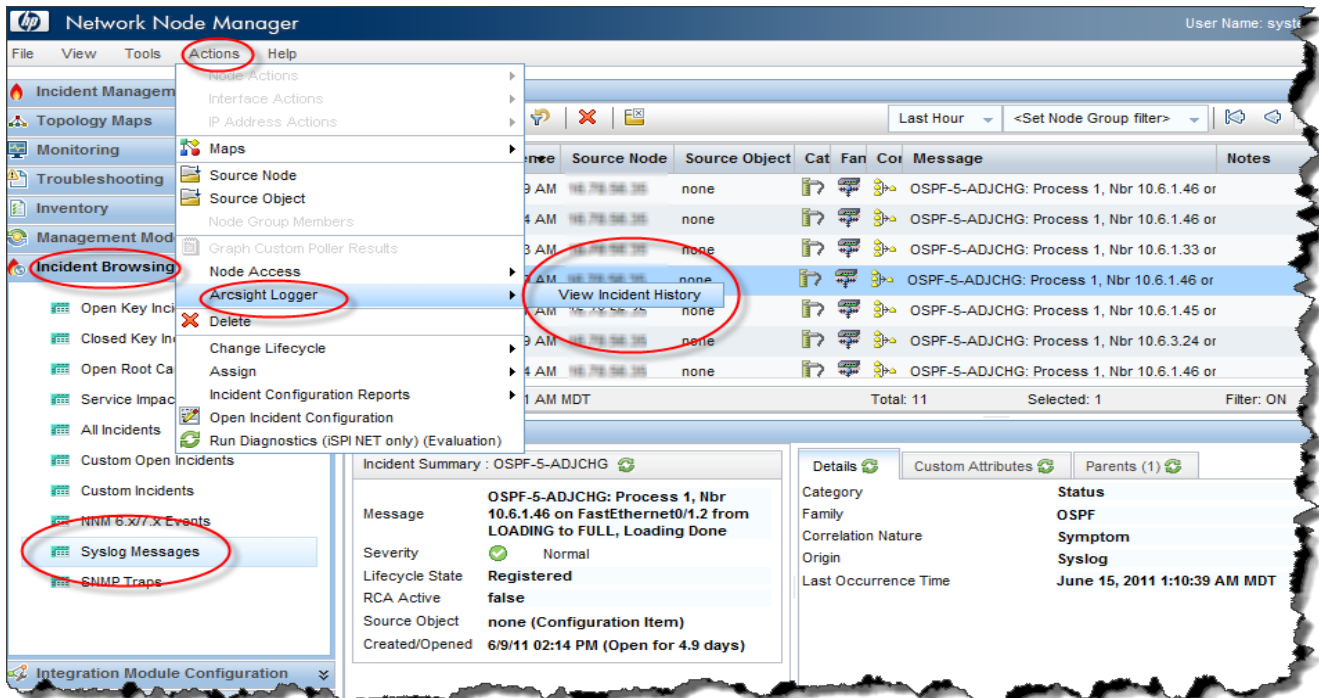 hp Network Node Manager
User Name: syste
File View Tools Actions Help
Incident Managem
Topology Maps
Monitoring
Troubleshooting
Inventory
Management Mod
Incident Browsing
Open Key Inci
Closed Key In
Open Root Ca
Service Impac
All Incidents
Custom Open Incidents
Custom Incidents
NNM 6.x/7.x Events
Syslog Messages
SNMP Traps
Integration Module Configuration
Node Actions
Interface Actions
IP Address Actions
Maps
Source Node
Source Object
Node Group Members
Graph Custom Poller Results
Node Access
Arcsight Logger
View Incident History
Delete
Change Lifecycle
Assign
Incident Configuration Reports
Open Incident Configuration
Run Diagnostics (iSPI NET only) (Evaluation)
Last Hour <Set Node Group filter>
Source Node Source Object Cat Fan Cor Message Notes
9 AM none OSPF-5-ADJCHG: Process 1, Nbr 10.6.1.46 or
4 AM none OSPF-5-ADJCHG: Process 1, Nbr 10.6.1.46 or
3 AM none OSPF-5-ADJCHG: Process 1, Nbr 10.6.1.33 or
AM none OSPF-5-ADJCHG: Process 1, Nbr 10.6.1.46 or
AM none OSPF-5-ADJCHG: Process 1, Nbr 10.6.1.45 or
9 AM none OSPF-5-ADJCHG: Process 1, Nbr 10.6.3.24 or
4 AM none OSPF-5-ADJCHG: Process 1, Nbr 10.6.1.46 or
1 AM MDT Total: 11 Selected: 1 Filter: ON
Incident Summary : OSPF-5-ADJCHG
Message OSPF-5-ADJCHG: Process 1, Nbr
10.6.1.46 on FastEthernet0/1.2 from
LOADING to FULL, Loading Done
Severity Normal
Lifecycle State Registered
RCA Active false
Source Object none (Configuration Item)
Created/Opened 6/9/11 02:14 PM (Open for 4.9 days)
Details Custom Attributes Parents (1)
Category Status
Family OSPF
Correlation Nature Symptom
Origin Syslog
Last Occurrence Time June 15, 2011 1:10:39 AM MDT